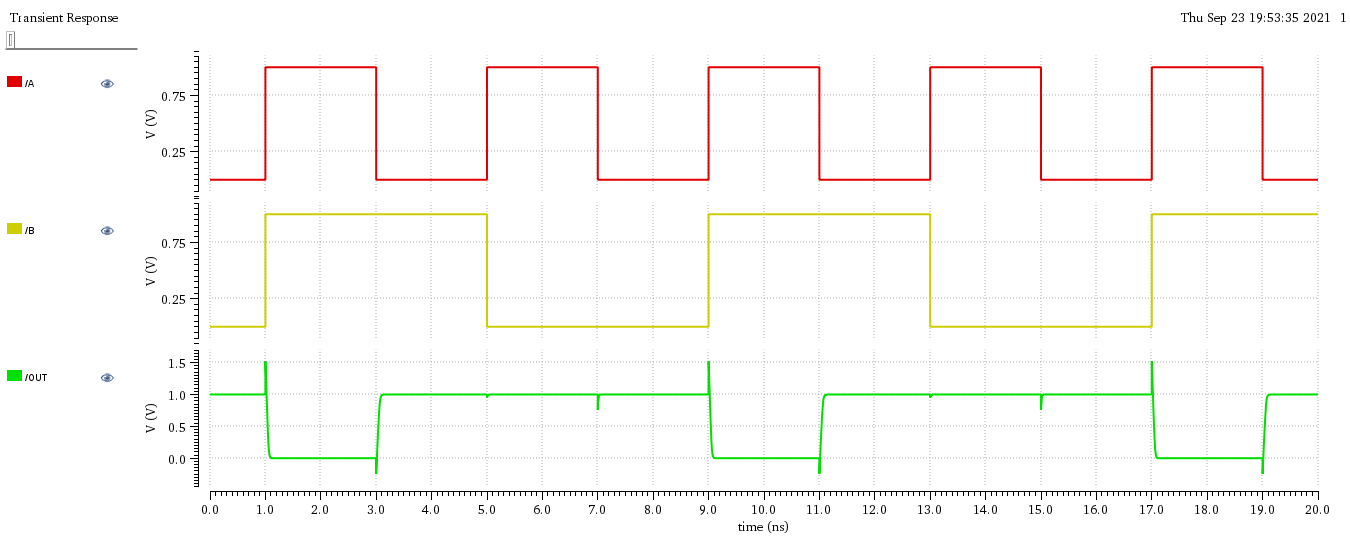 Transient Response
Thu Sep 23 19:53:35 2021 1
/A
0.75
V (V)
0.25
/B
0.75
V (V)
0.25
/OUT
1.5
1.0
V (V)
0.5
0.0
0.0 1.0 2.0 3.0 4.0 5.0 6.0 7.0 8.0 9.0 10.0 11.0 12.0 13.0 14.0 15.0 16.0 17.0 18.0 19.0 20.0
time (ns)